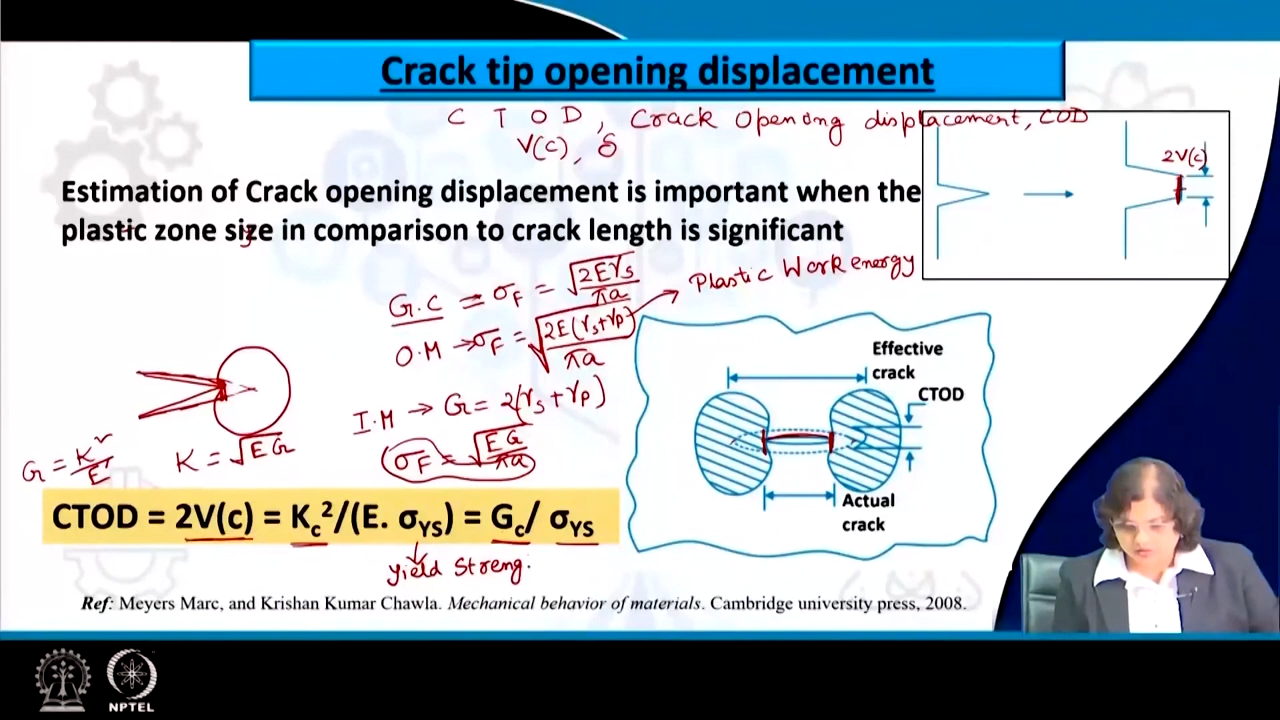 Crack tip opening displacement
C T O D, Crack Opening displacement, COD
V(c), δ
2V(c)
Estimation of Crack opening displacement is important when the
plastic zone size in comparison to crack length is significant
G.C = σF = √(2Eγs/πa)
Plastic Work energy
O.M → σF = √(2E(γs+γp)/πa)
I.M → G = 2(γs+γp)
σF = √(EG/πa)
G = K²/E
K = √EG
Effective
crack
CTOD
Actual
crack
CTOD = 2V(c) = Kc²/(E. σYS) = Gc/ σYS
yield Streng.
Ref: Meyers Marc, and Krishan Kumar Chawla. Mechanical behavior of materials. Cambridge university press, 2008.
NPTEL